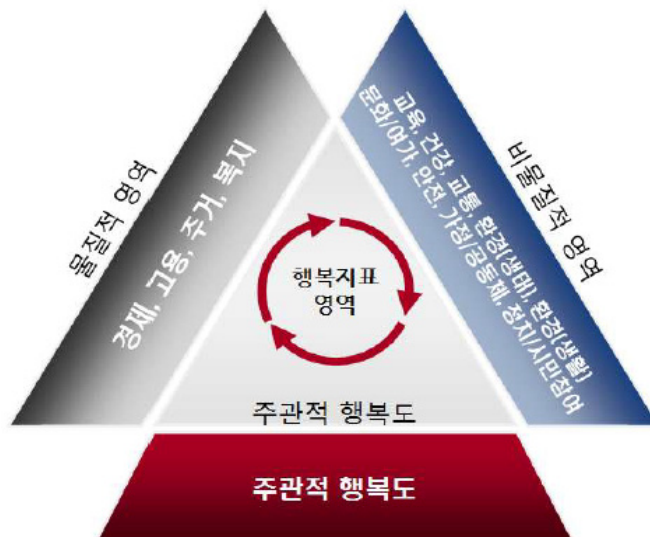 물질적 영역
경제, 고용, 주거, 복지
교육, 건강, 교통, 환경(생태), 환경(생활)
문화/여가, 안전, 가정/공동체, 정치/시민참여
비물질적 영역
행복지표
영역
주관적 행복도
주관적 행복도